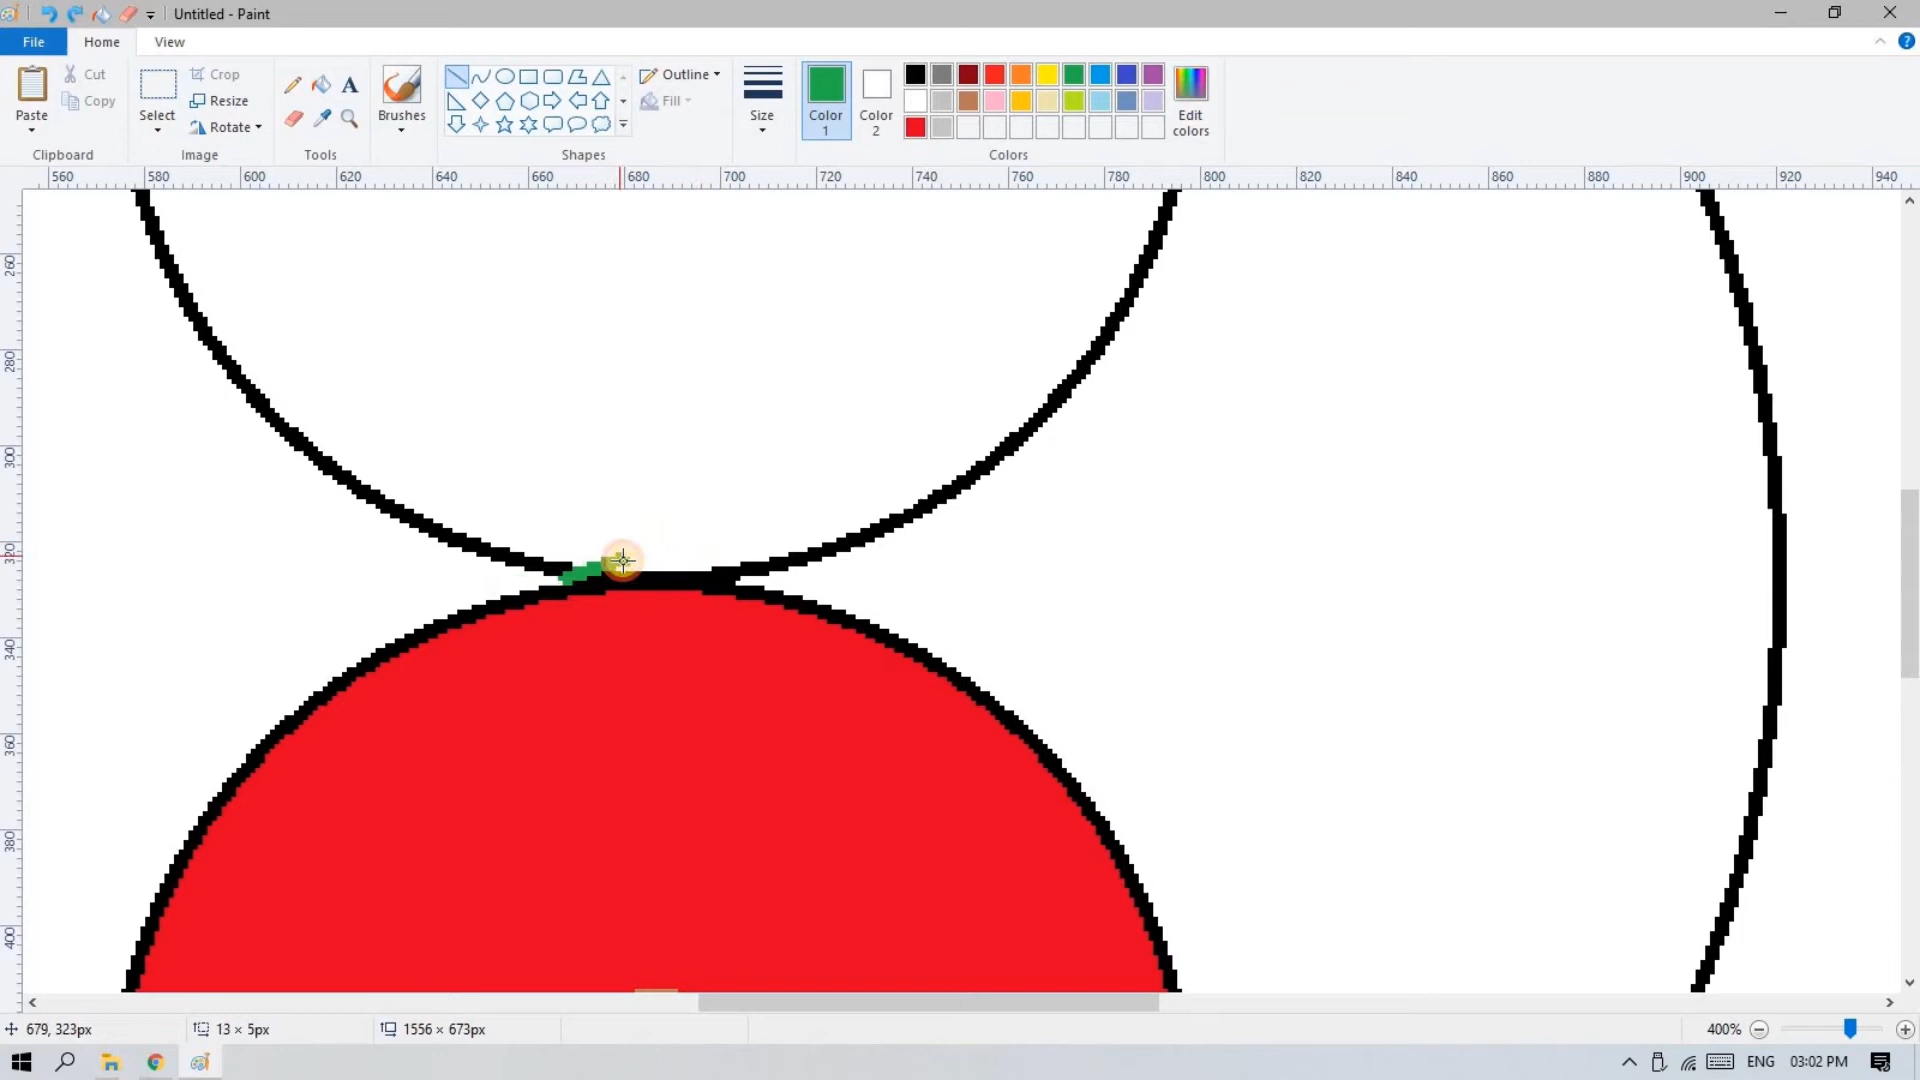 Untitled - Paint
File Home View
Paste Cut Copy Clipboard
Select Crop Resize Rotate Image
Tools
Brushes
Outline Fill Shapes
Size
Color 1 Color 2 Edit colors Colors
560 580 600 620 640 660 680 700 720 740 760 780 800 820 840 860 880 900 920 940
260
280
300
320
340
360
380
400
679, 323px 13 × 5px 1556 × 673px 400%
ENG 03:02 PM